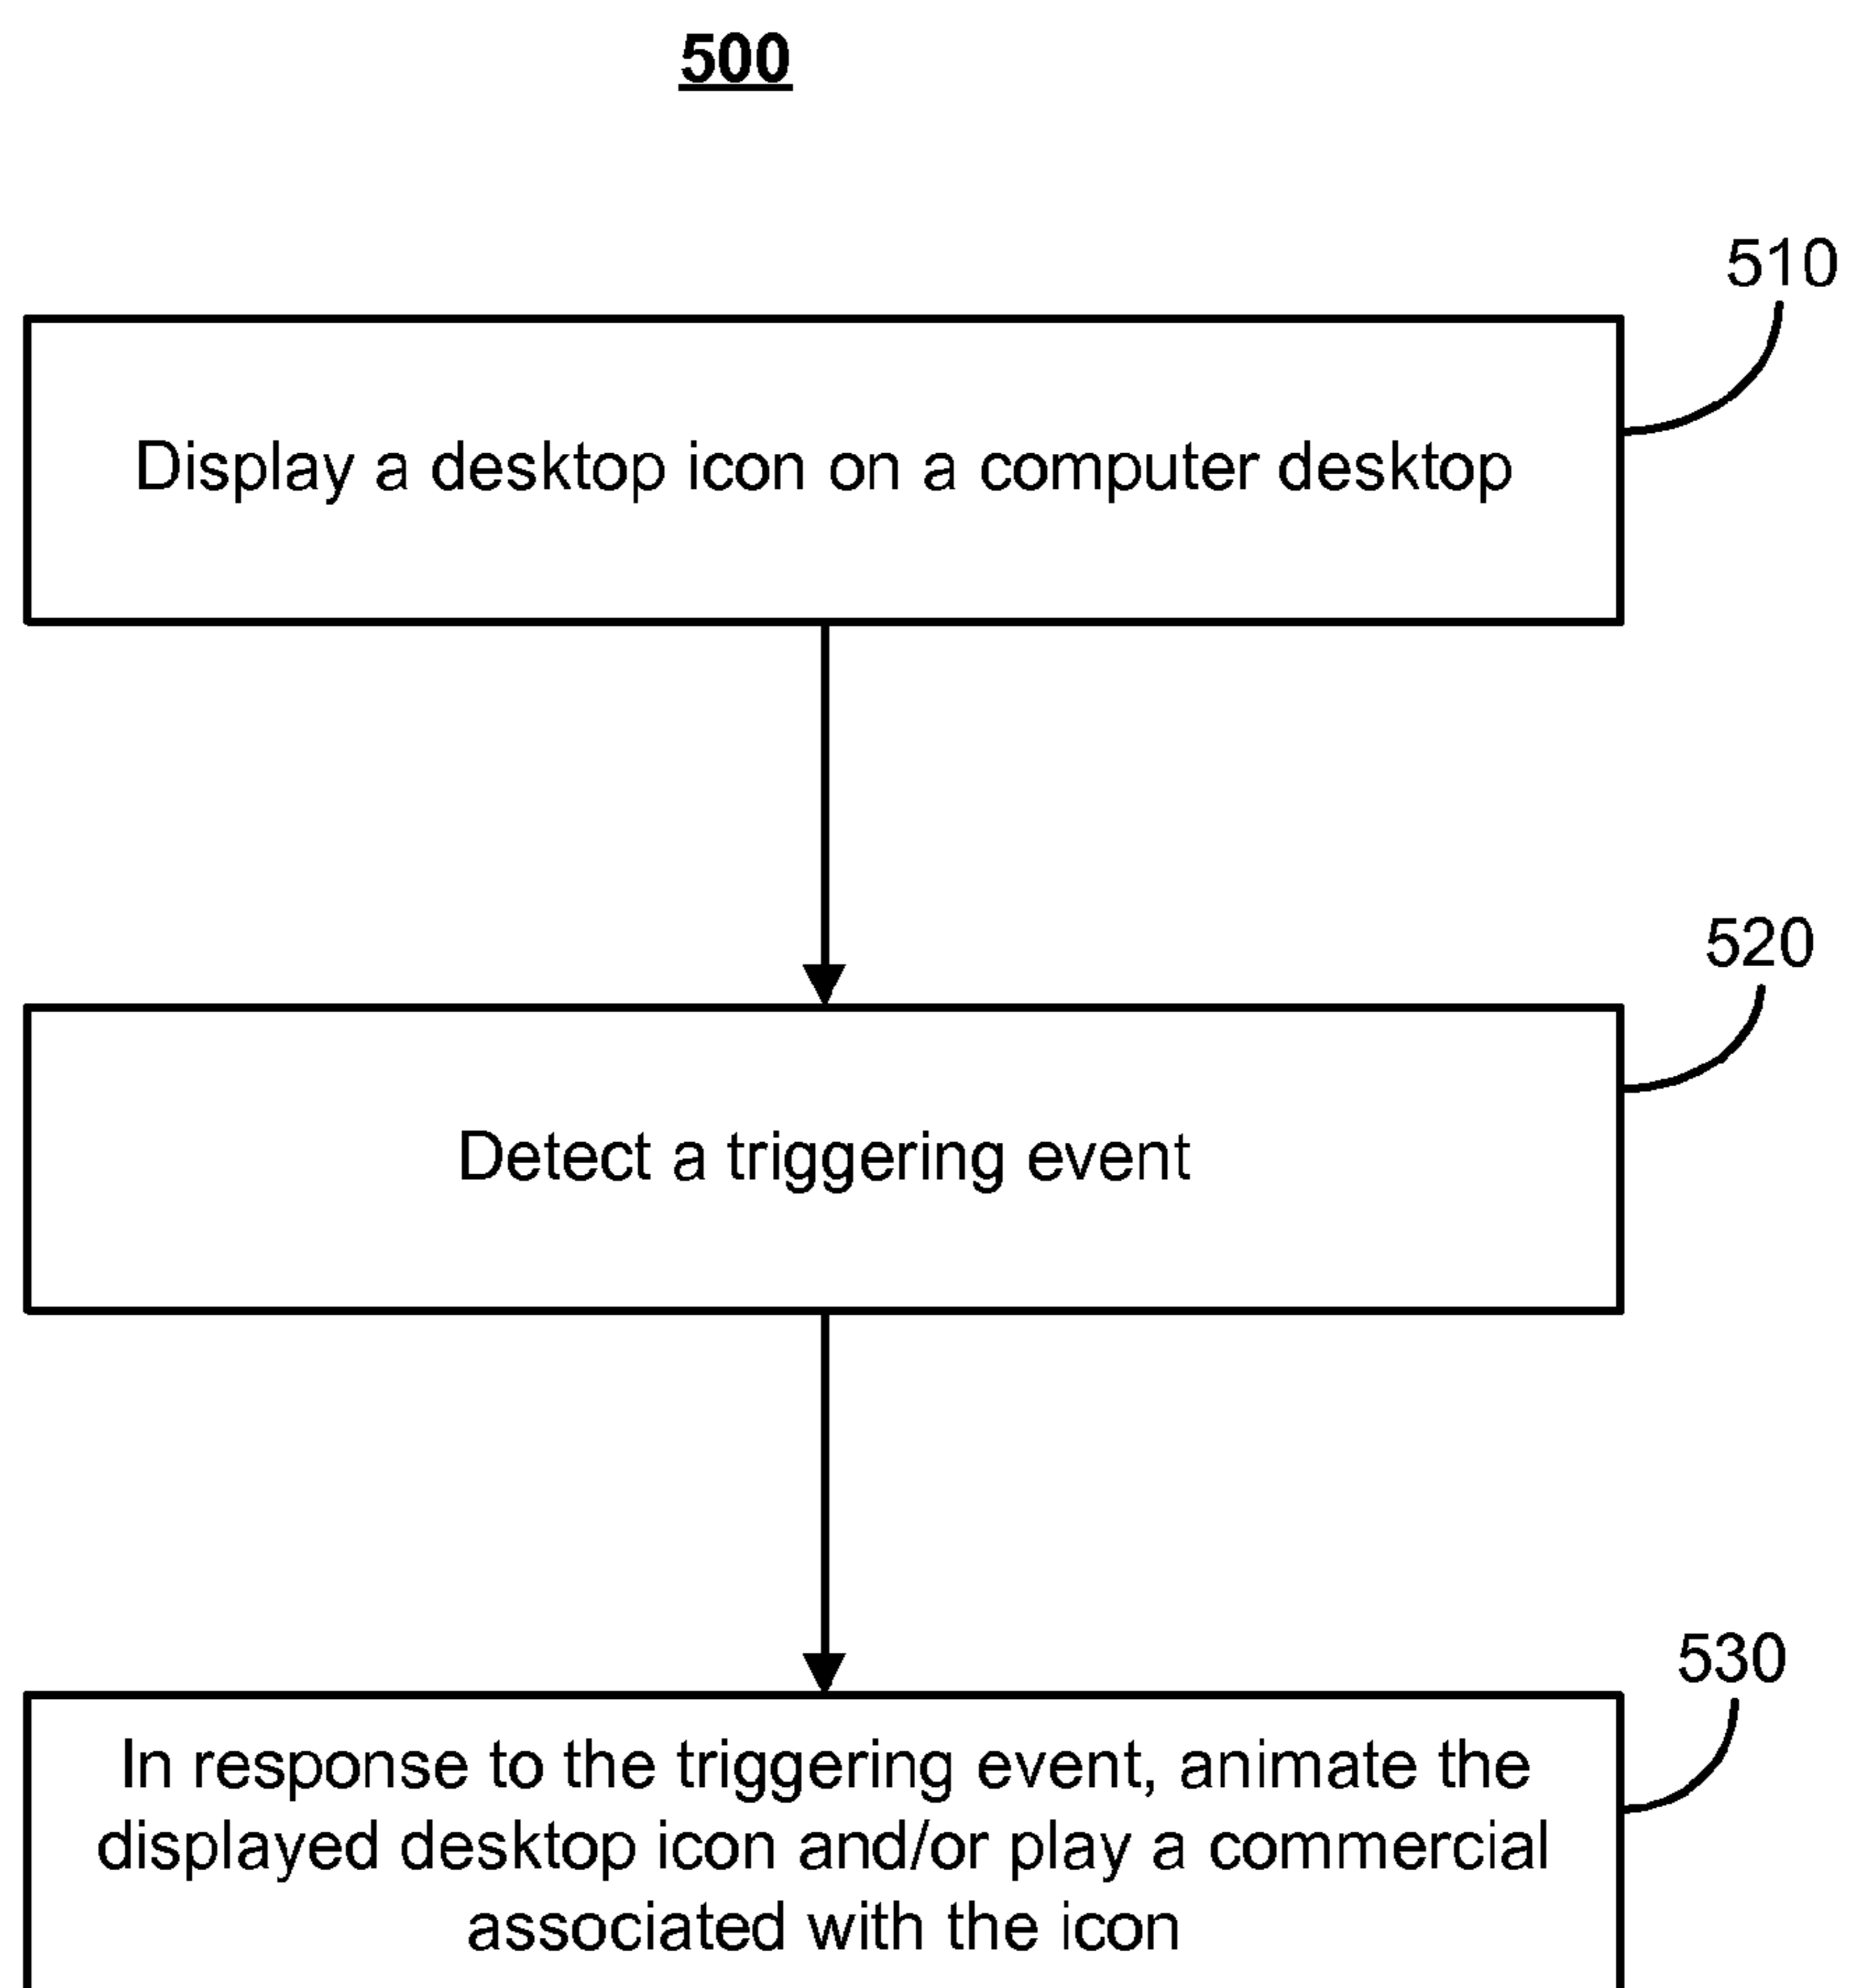 500
510
Display a desktop icon on a computer desktop
520
Detect a triggering event
530
In response to the triggering event, animate the
displayed desktop icon and/or play a commercial
associated with the icon